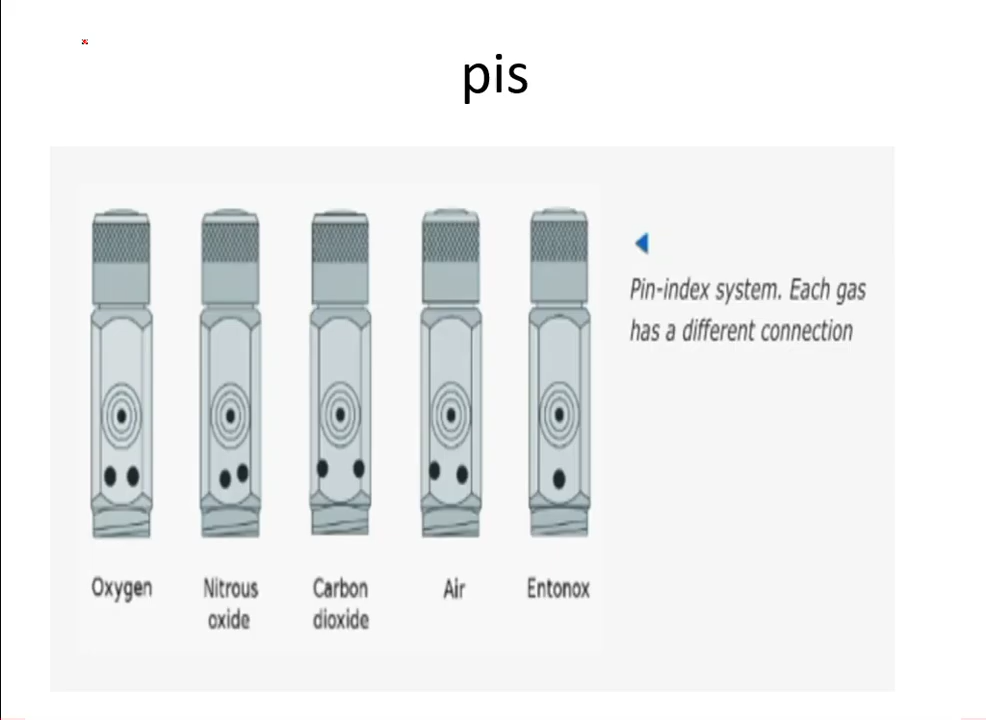 pis
Pin-index system. Each gas
has a different connection
Oxygen
Nitrous
oxide
Carbon
dioxide
Air
Entonox